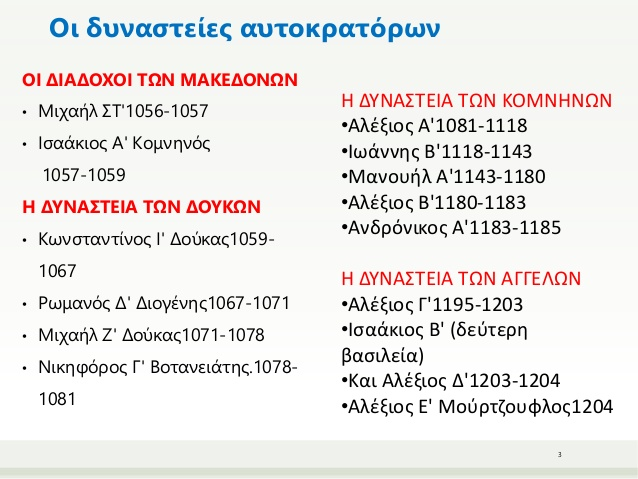 Οι δυναστείες αυτοκρατόρων
ΟΙ ΔΙΑΔΟΧΟΙ ΤΩΝ ΜΑΚΕΔΟΝΩΝ
• Μιχαήλ ΣΤ'1056-1057
• Ισαάκιος Α' Κομνηνός
1057-1059
Η ΔΥΝΑΣΤΕΙΑ ΤΩΝ ΔΟΥΚΩΝ
• Κωνσταντίνος Ι' Δούκας1059-
1067
• Ρωμανός Δ' Διογένης1067-1071
• Μιχαήλ Ζ' Δούκας1071-1078
• Νικηφόρος Γ' Βοτανειάτης.1078-
1081
Η ΔΥΝΑΣΤΕΙΑ ΤΩΝ ΚΟΜΝΗΝΩΝ
•Αλέξιος Α'1081-1118
•Ιωάννης Β'1118-1143
•Μανουήλ Α'1143-1180
•Αλέξιος Β'1180-1183
•Ανδρόνικος Α'1183-1185
Η ΔΥΝΑΣΤΕΙΑ ΤΩΝ ΑΓΓΕΛΩΝ
•Αλέξιος Γ'1195-1203
•Ισαάκιος Β' (δεύτερη
βασιλεία)
•Και Αλέξιος Δ'1203-1204
•Αλέξιος Ε' Μούρτζουφλος1204
3